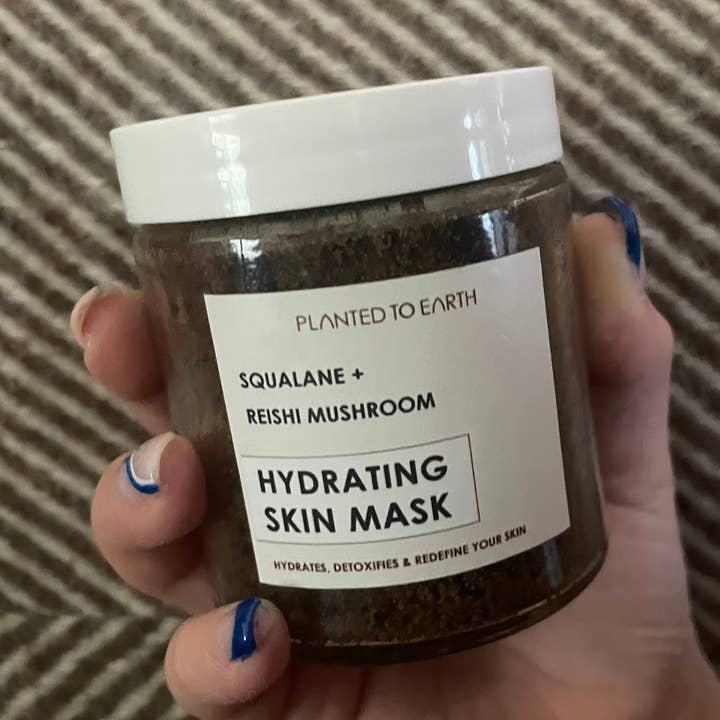 PLANTED TO EARTH
SQUALANE +
REISHI MUSHROOM
HYDRATING
SKIN MASK
HYDRATES, DETOXIFIES & REDEFINE YOUR SKIN